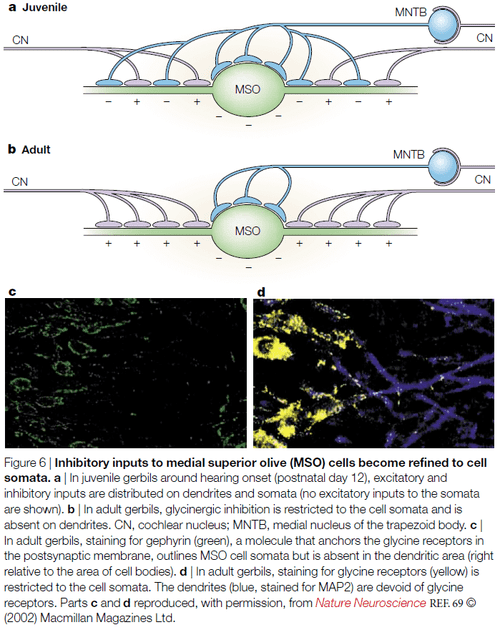 a Juvenile
MNTB
CN
CN
MSO
– + – + – + – +
– –
–
b Adult
MNTB
CN
CN
MSO
+ + + + + + + +
– –
–
c
d
Figure 6 | Inhibitory inputs to medial superior olive (MSO) cells become refined to cell
somata. a | In juvenile gerbils around hearing onset (postnatal day 12), excitatory and
inhibitory inputs are distributed on dendrites and somata (no excitatory inputs to the somata
are shown). b | In adult gerbils, glycinergic inhibition is restricted to the cell somata and is
absent on dendrites. CN, cochlear nucleus; MNTB, medial nucleus of the trapezoid body. c |
In adult gerbils, staining for gephyrin (green), a molecule that anchors the glycine receptors in
the postsynaptic membrane, outlines MSO cell somata but is absent in the dendritic area (right
relative to the area of cell bodies). d | In adult gerbils, staining for glycine receptors (yellow) is
restricted to the cell somata. The dendrites (blue, stained for MAP2) are devoid of glycine
receptors. Parts c and d reproduced, with permission, from Nature Neuroscience REF. 69 ©
(2002) Macmillan Magazines Ltd.